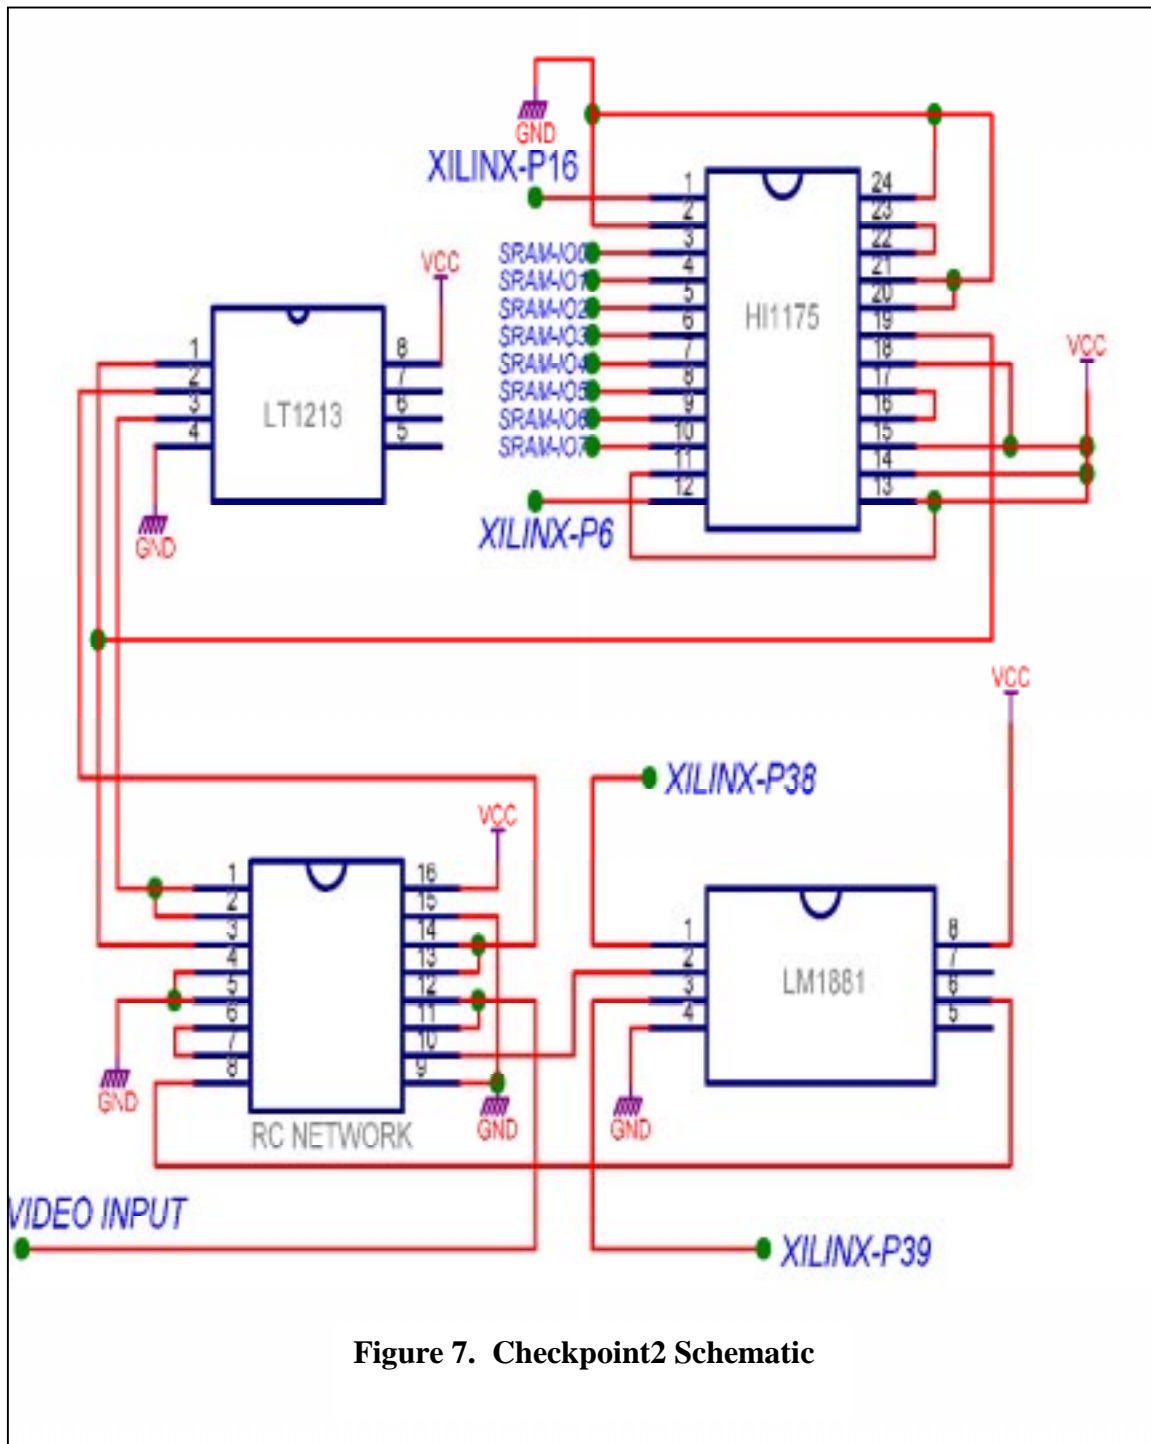 GND
XILINX-P16
1
2
3
4
5
6
7
8
9
10
11
12
24
23
22
21
20
19
18
17
16
15
14
13
HI1175
SRAM-IO0
SRAM-IO1
SRAM-IO2
SRAM-IO3
SRAM-IO4
SRAM-IO5
SRAM-IO6
SRAM-IO7
XILINX-P6
VCC
VCC
1
2
3
4
8
7
6
5
LT1213
GND
VCC
XILINX-P38
VCC
1
2
3
4
5
6
7
8
16
15
14
13
12
11
10
9
RC NETWORK
GND
GND
1
2
3
4
8
7
6
5
LM1881
GND
VIDEO INPUT
XILINX-P39
Figure 7. Checkpoint2 Schematic